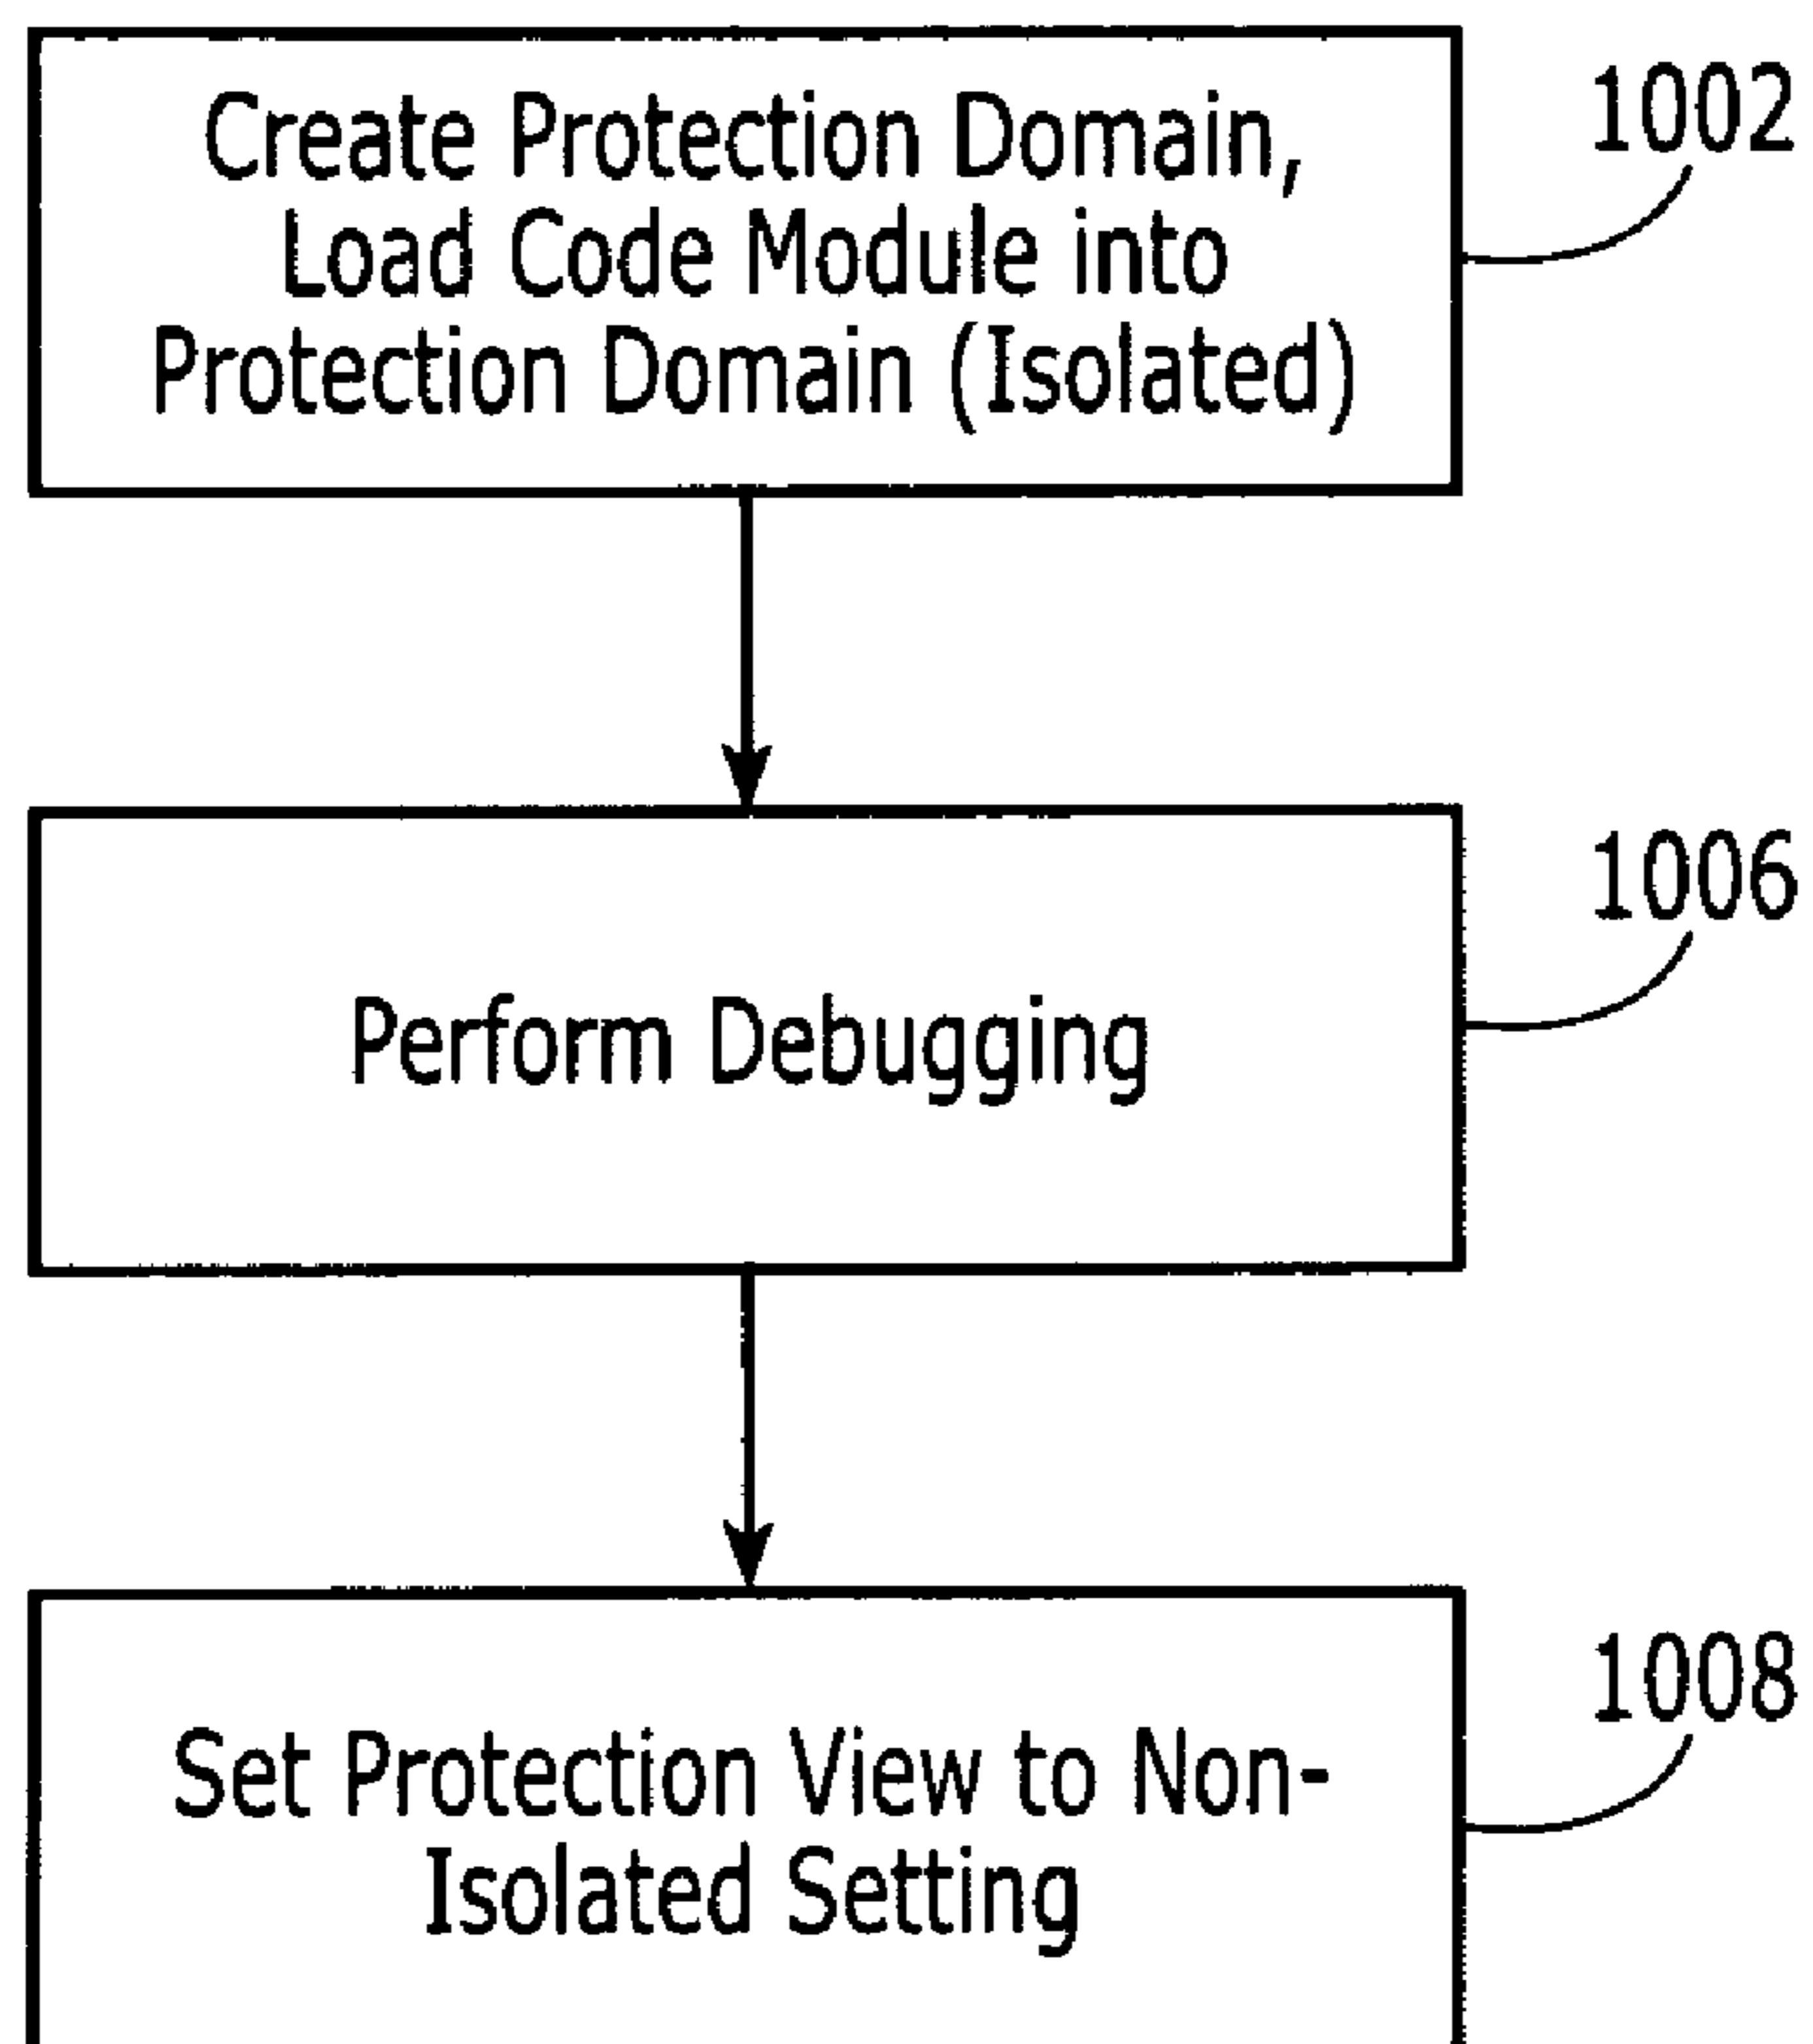 Create Protection Domain,
Load Code Module into
Protection Domain (Isolated)
1002
Perform Debugging
1006
Set Protection View to Non-
Isolated Setting
1008